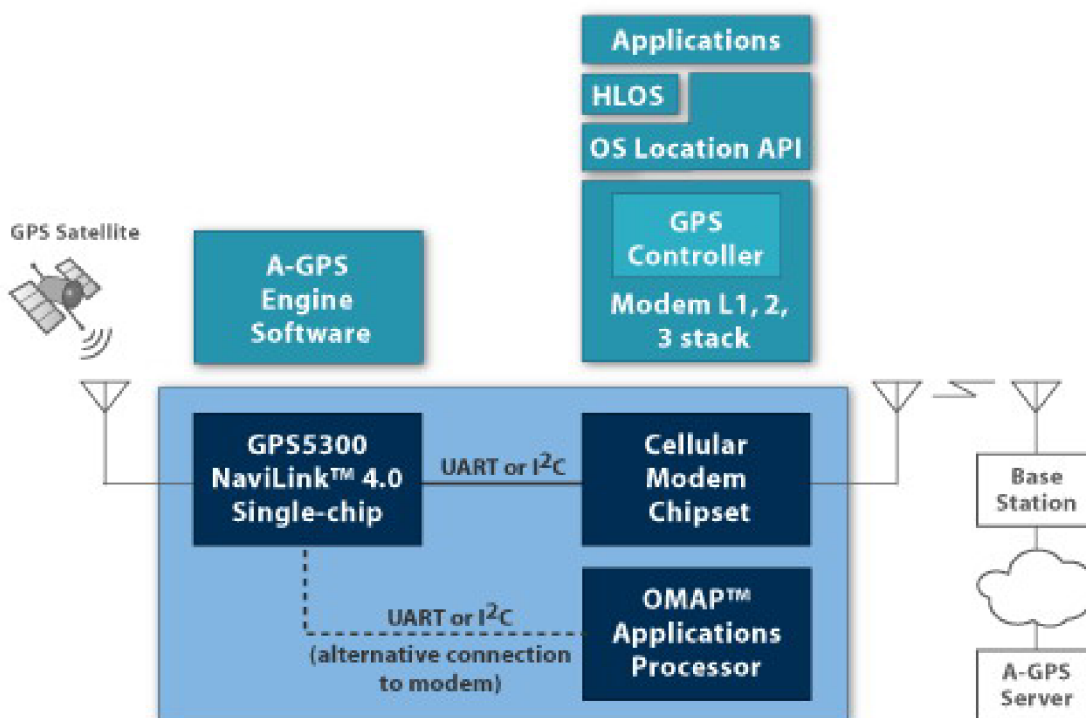 Applications
HLOS
OS Location API
GPS
Controller
Modem L1, 2,
3 stack
GPS Satellite
A-GPS
Engine
Software
GPS5300
NaviLink™ 4.0
Single-chip
UART or I²C
Cellular
Modem
Chipset
Base
Station
UART or I²C
(alternative connection
to modem)
OMAP™
Applications
Processor
A-GPS
Server